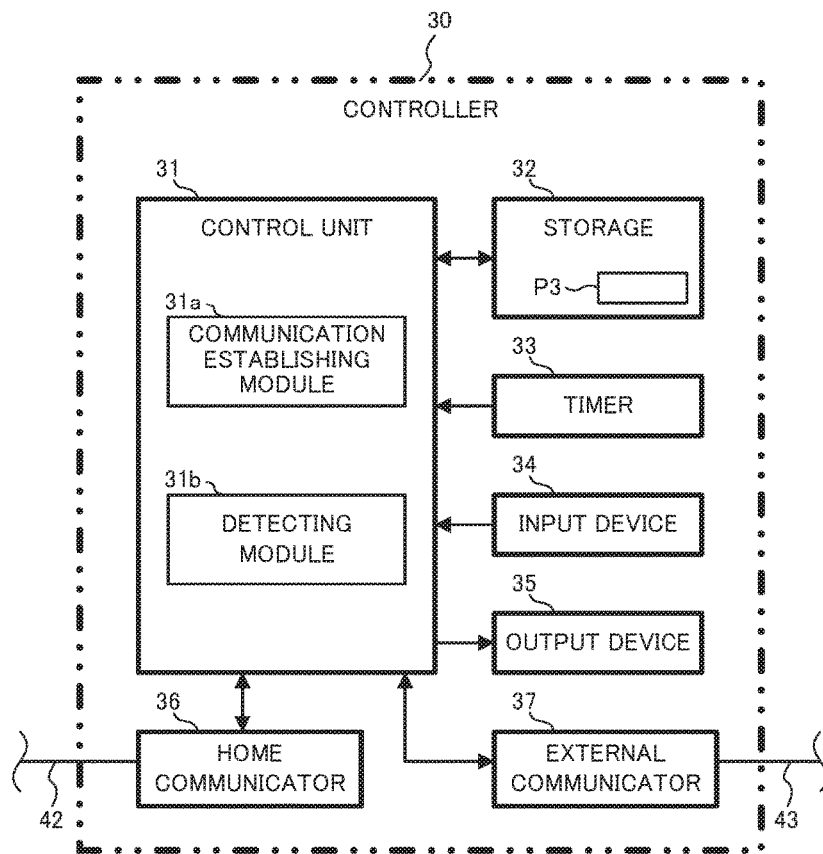 30
CONTROLLER
31
CONTROL UNIT
32
STORAGE
P3
31a
COMMUNICATION
ESTABLISHING
MODULE
33
TIMER
31b
DETECTING
MODULE
34
INPUT DEVICE
35
OUTPUT DEVICE
36
HOME
COMMUNICATOR
37
EXTERNAL
COMMUNICATOR
42
43